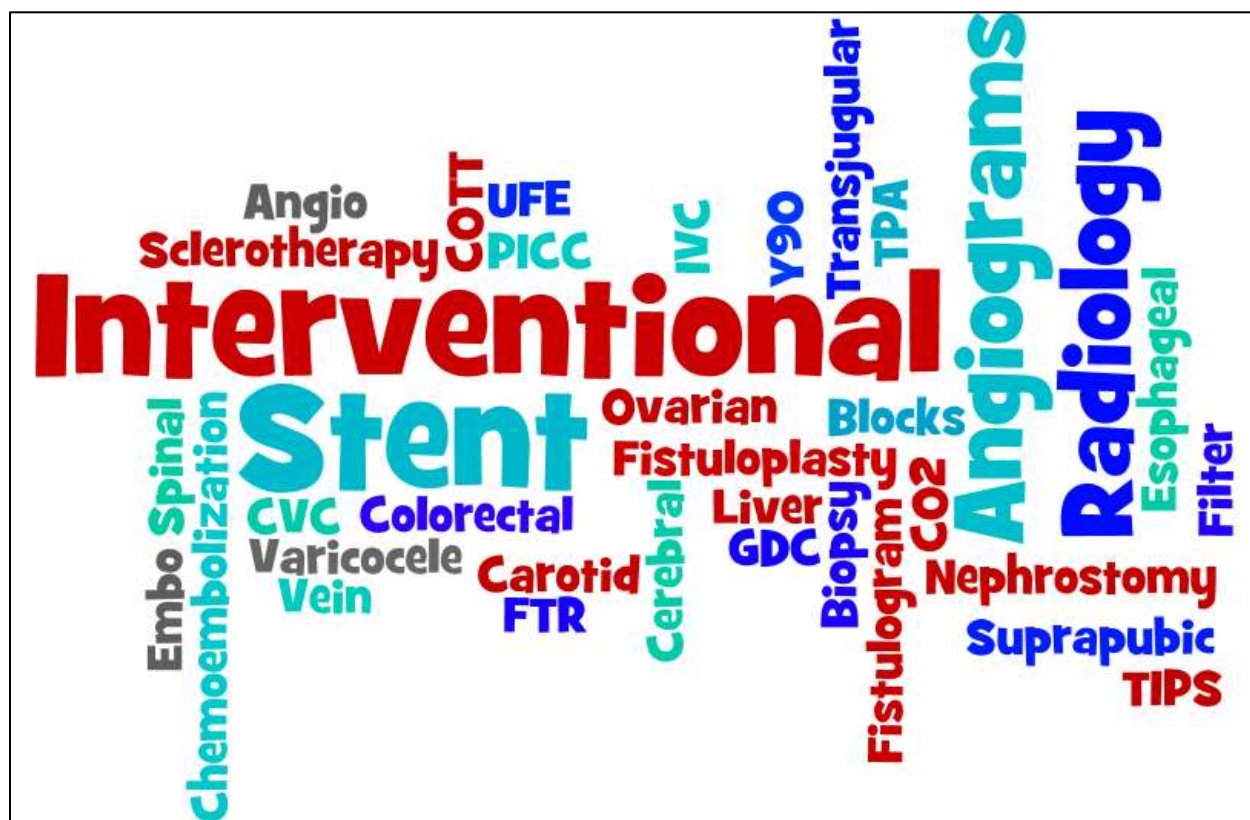 Angio
Sclerotherapy
COTT
UFE
PICC
IVC
Y90
Transjugular
TPA
Angiograms
Radiology
Esophageal
Filter
Interventional
Stent
Spinal
Embo
Chemoembolization
CVC
Colorectal
Varicocele
Vein
Carotid
FTR
Ovarian
Blocks
Fistuloplasty
Cerebral
Liver
GDC
Biopsy
Fistulogram
CO2
Nephrostomy
Suprapubic
TIPS